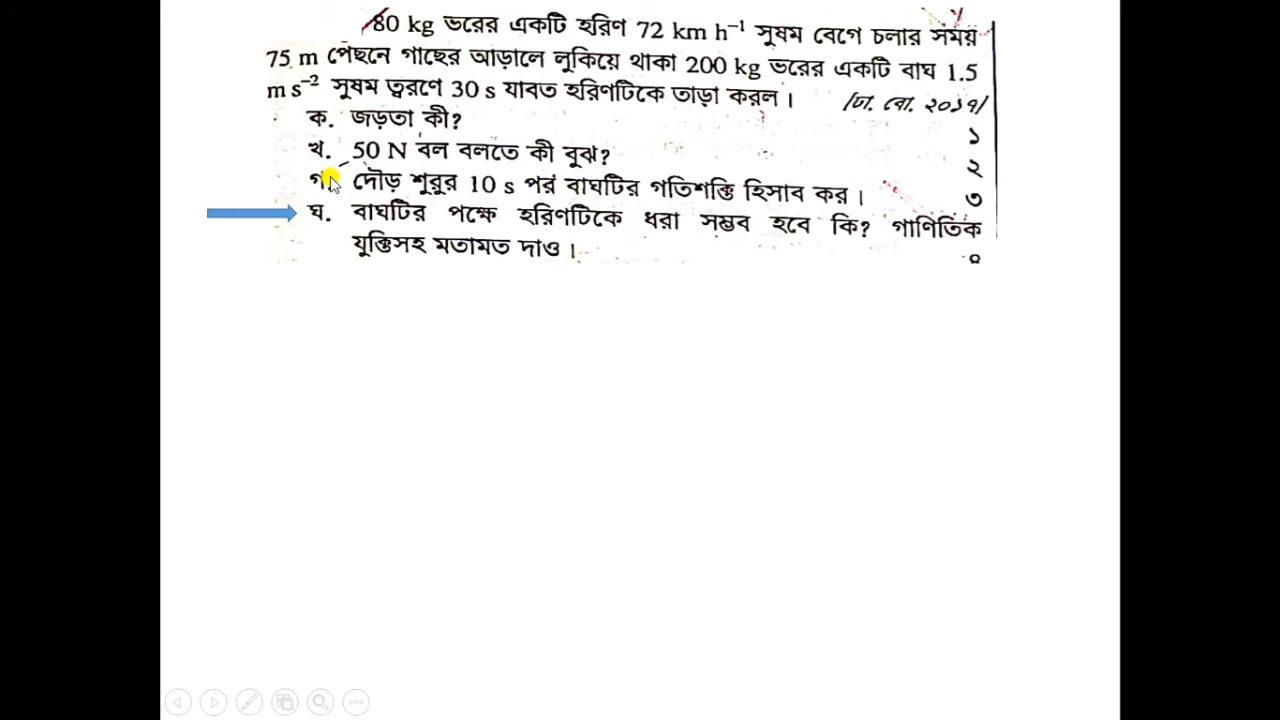 80 kg ভরের একটি হরিণ 72 km h⁻¹ সুষম বেগে চলার সময়
75 m পেছনে গাছের আড়ালে লুকিয়ে থাকা 200 kg ভরের একটি বাঘ 1.5
m s⁻² সুষম ত্বরণে 30 s যাবত হরিণটিকে তাড়া করল। [ঢা. বো. ২০১৭]
ক. জড়তা কী? ১
খ. 50 N বল বলতে কী বুঝ? ২
গ. দৌড় শুরুর 10 s পর বাঘটির গতিশক্তি হিসাব কর। ৩
ঘ. বাঘটির পক্ষে হরিণটিকে ধরা সম্ভব হবে কি? গাণিতিক
যুক্তিসহ মতামত দাও। ৪